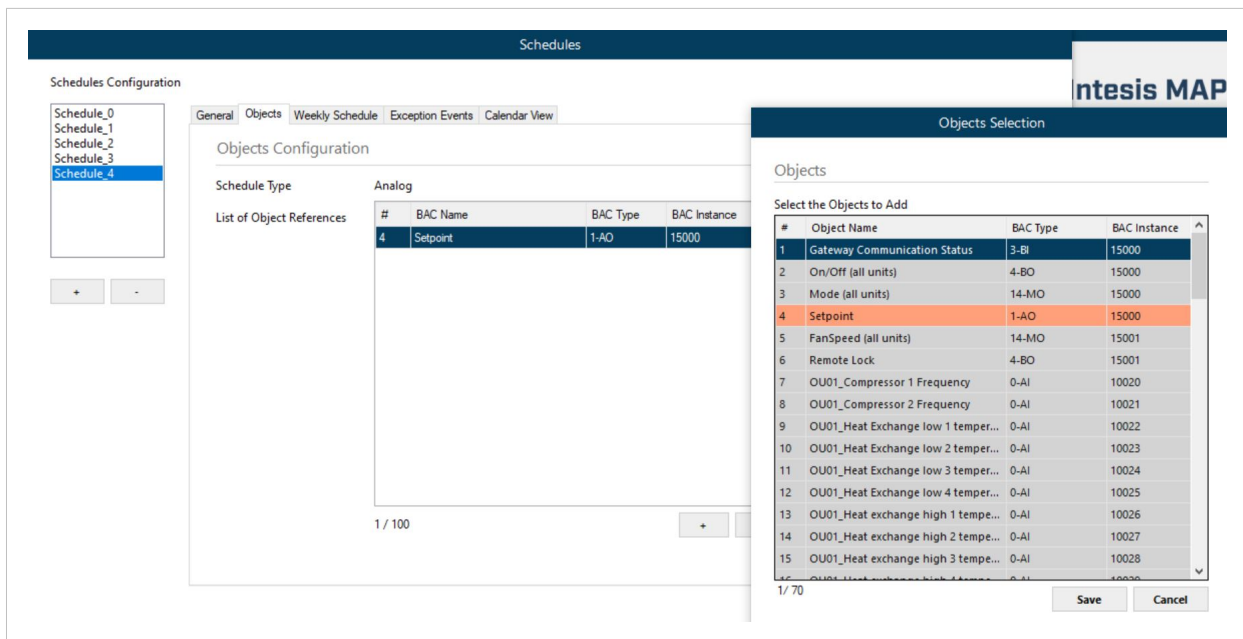 Schedules
Intesis MAP
Schedules Configuration
Schedule_0
Schedule_1
Schedule_2
Schedule_3
Schedule_4
+ -
General Objects Weekly Schedule Exception Events Calendar View
Objects Configuration
Schedule Type Analog
List of Object References
# BAC Name BAC Type BAC Instance
4 Setpoint 1-AO 15000
1 / 100
+
Objects Selection
Objects
Select the Objects to Add
# Object Name BAC Type BAC Instance
1 Gateway Communication Status 3-BI 15000
2 On/Off (all units) 4-BO 15000
3 Mode (all units) 14-MO 15000
4 Setpoint 1-AO 15000
5 FanSpeed (all units) 14-MO 15001
6 Remote Lock 4-BO 15001
7 OU01_Compressor 1 Frequency 0-AI 10020
8 OU01_Compressor 2 Frequency 0-AI 10021
9 OU01_Heat Exchange low 1 temper... 0-AI 10022
10 OU01_Heat Exchange low 2 temper... 0-AI 10023
11 OU01_Heat Exchange low 3 temper... 0-AI 10024
12 OU01_Heat Exchange low 4 temper... 0-AI 10025
13 OU01_Heat exchange high 1 tempe... 0-AI 10026
14 OU01_Heat exchange high 2 tempe... 0-AI 10027
15 OU01_Heat exchange high 3 tempe... 0-AI 10028
1/ 70
Save Cancel